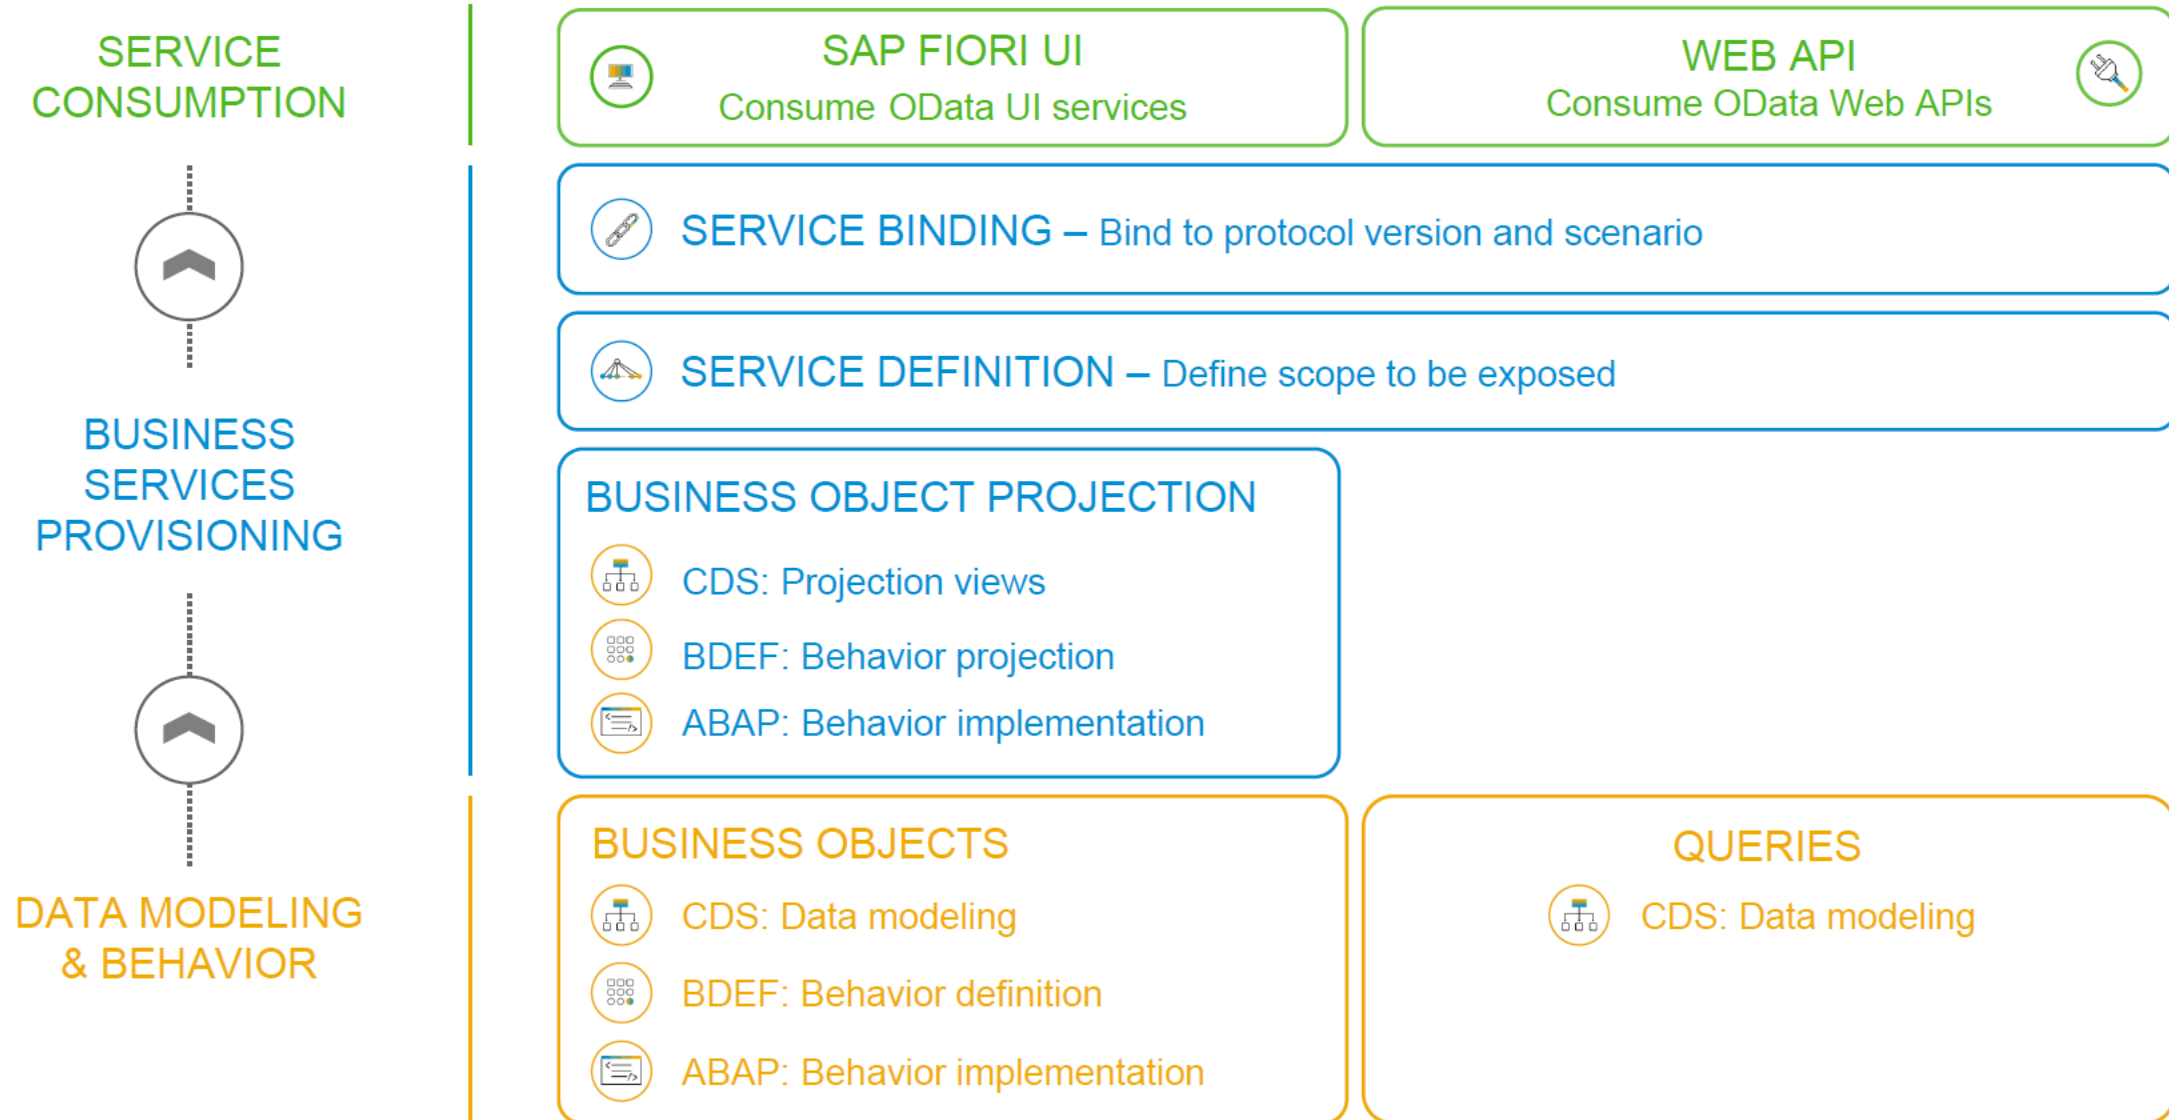 SERVICE
CONSUMPTION
SAP FIORI UI
Consume OData UI services
WEB API
Consume OData Web APIs
SERVICE BINDING – Bind to protocol version and scenario
SERVICE DEFINITION – Define scope to be exposed
BUSINESS
SERVICES
PROVISIONING
BUSINESS OBJECT PROJECTION
CDS: Projection views
BDEF: Behavior projection
ABAP: Behavior implementation
DATA MODELING
& BEHAVIOR
BUSINESS OBJECTS
CDS: Data modeling
BDEF: Behavior definition
ABAP: Behavior implementation
QUERIES
CDS: Data modeling